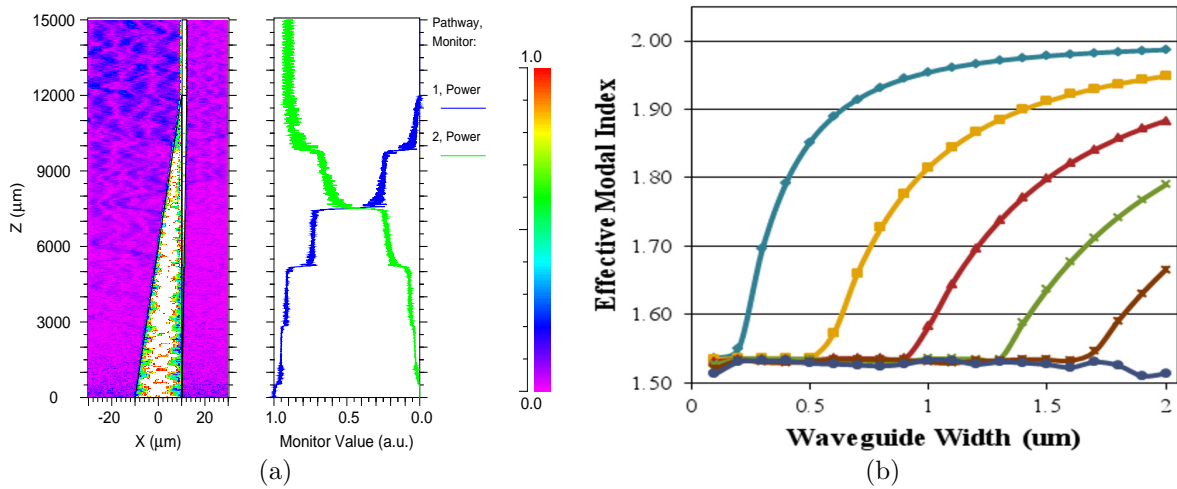 15000
12000
9000
6000
3000
0
Z (μm)
-20 0 20
X (μm)
1.0 0.5 0.0
Monitor Value (a.u.)
Pathway,
Monitor:
1, Power
2, Power
1.0
0.0
(a)
2.00
1.90
1.80
1.70
1.60
1.50
Effective Modal Index
0 0.5 1 1.5 2
Waveguide Width (um)
(b)